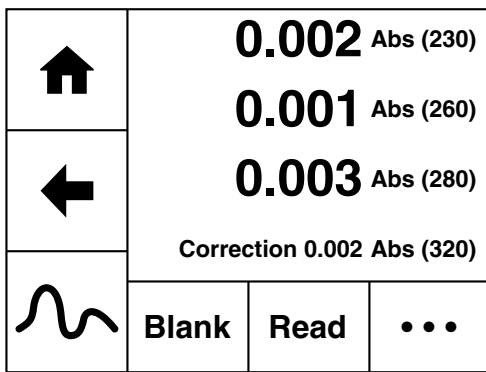 0.002 Abs (230)
0.001 Abs (260)
0.003 Abs (280)
Correction 0.002 Abs (320)
Blank Read •••